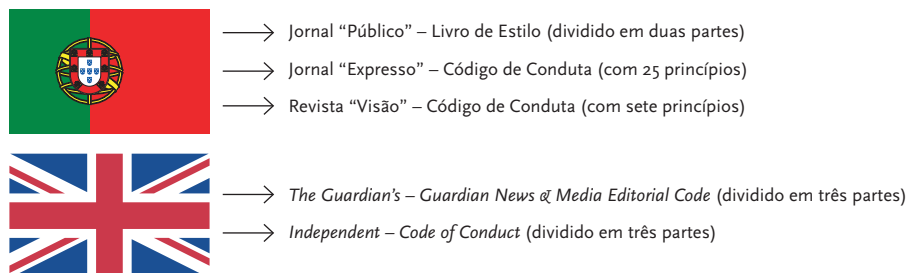 Jornal “Público” – Livro de Estilo (dividido em duas partes)
Jornal “Expresso” – Código de Conduta (com 25 princípios)
Revista “Visão” – Código de Conduta (com sete princípios)
The Guardian’s – Guardian News & Media Editorial Code (dividido em três partes)
Independent – Code of Conduct (dividido em três partes)